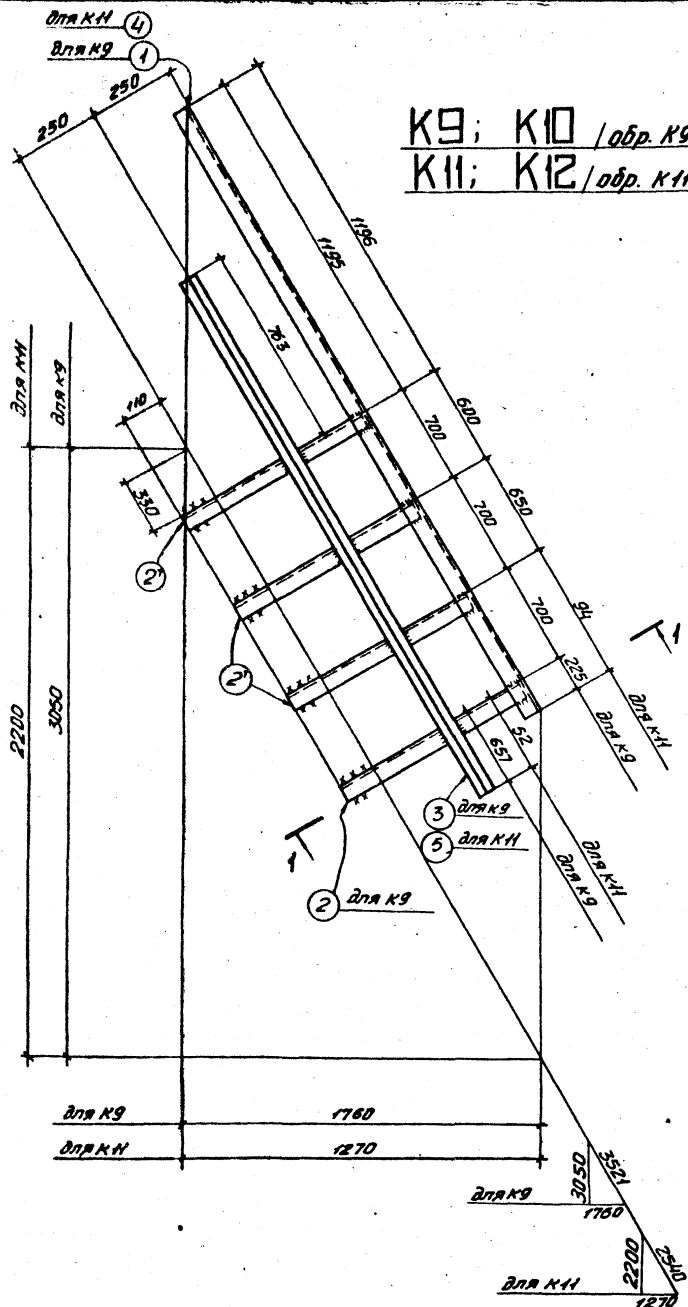 для К11 4
для К9 1
250
250
К9; К10 /обр. К9
К11; К12 /обр. К11
1196
1195
763
для К11
для К9
110
330
600
700
650
700
94
700
225
1
для К11
для К9
2'
2'
2200
3050
52
657
3 для К9
5 для К11
1
2 для К9
для К11
для К9
для К9 1760
для К11 1270
3050
3521
для К9 1760
2200
2540
для К11 1270